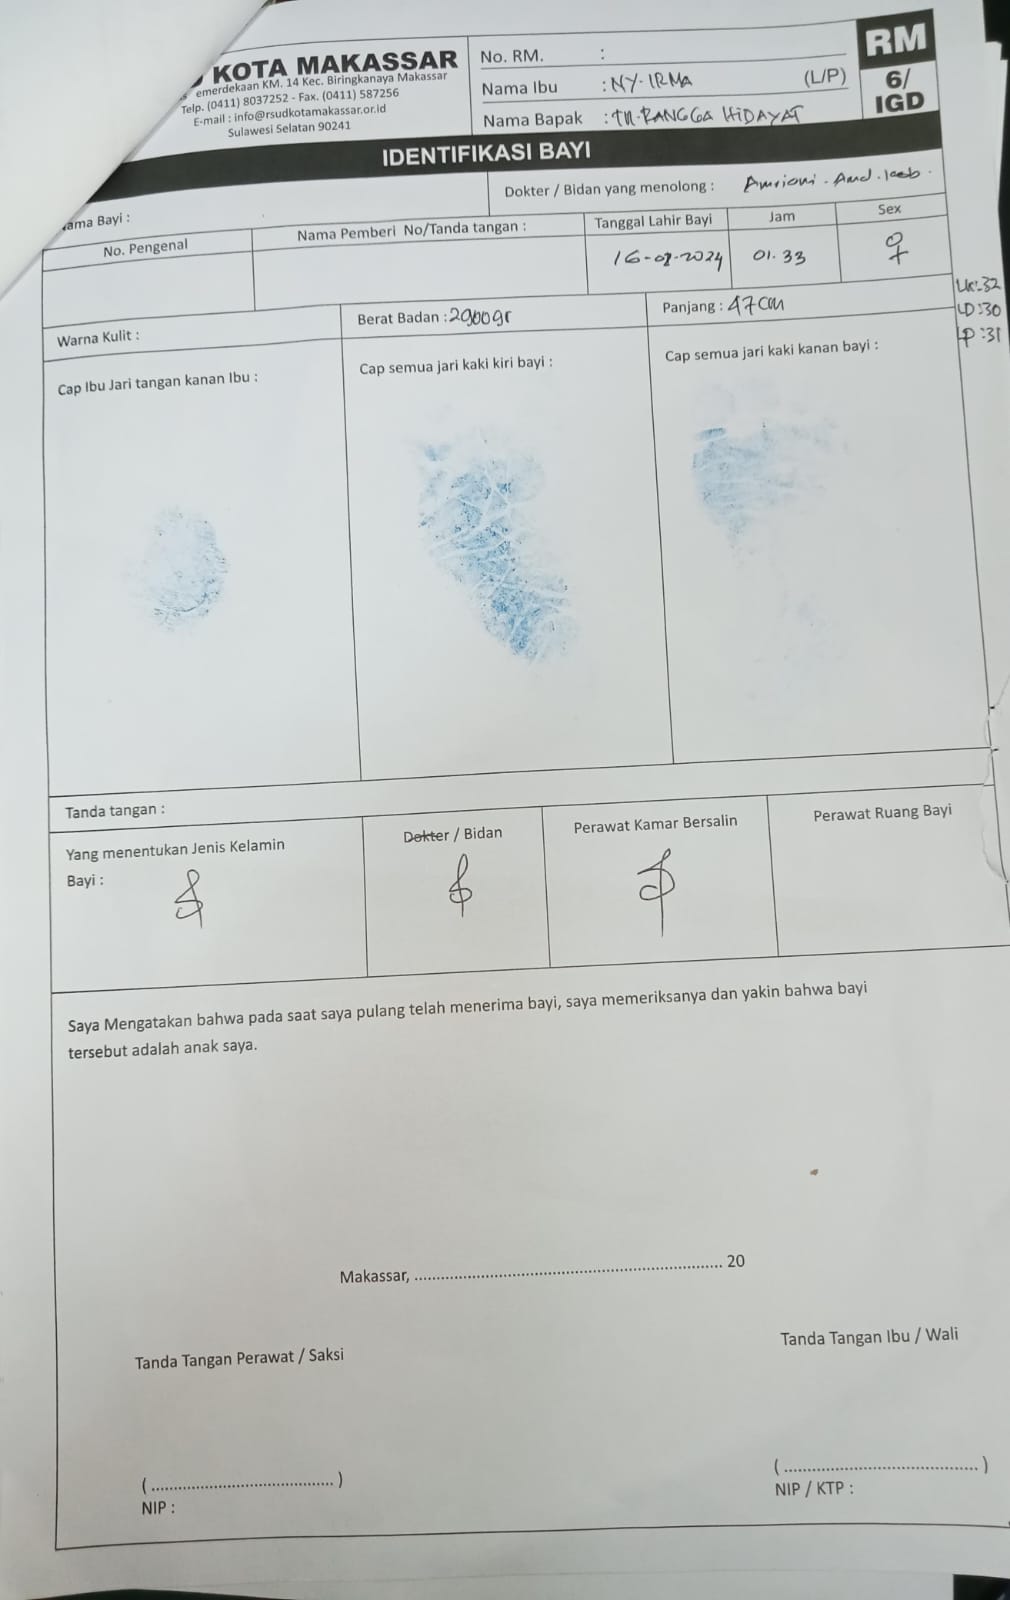 KOTA MAKASSAR
emerdekaan KM. 14 Kec. Biringkanaya Makassar
Telp. (0411) 8037252 - Fax. (0411) 587256
E-mail : info@rsudkotamakassar.or.id
Sulawesi Selatan 90241
No. RM. :
Nama Ibu : NY. IRMA (L/P)
Nama Bapak : TN. RANGGA HIDAYAT
RM
6/
IGD
IDENTIFIKASI BAYI
ama Bayi :
Dokter / Bidan yang menolong : Amriani. Amd. keb.
No. Pengenal
Nama Pemberi No/Tanda tangan :
Tanggal Lahir Bayi
Jam
Sex
2024
01.33
♀
Warna Kulit :
Berat Badan :
Panjang : 47cm
LK:32
LD:30
LP:31
Cap Ibu Jari tangan kanan Ibu :
Cap semua jari kaki kiri bayi :
Cap semua jari kaki kanan bayi :
Tanda tangan :
Yang menentukan Jenis Kelamin
Bayi :
Dokter / Bidan
Perawat Kamar Bersalin
Perawat Ruang Bayi
Saya Mengatakan bahwa pada saat saya pulang telah menerima bayi, saya memeriksanya dan yakin bahwa bayi
tersebut adalah anak saya.
Makassar, ........................................................................ 20
Tanda Tangan Perawat / Saksi
Tanda Tangan Ibu / Wali
( ........................................... )
NIP :
( ............................................. )
NIP / KTP :